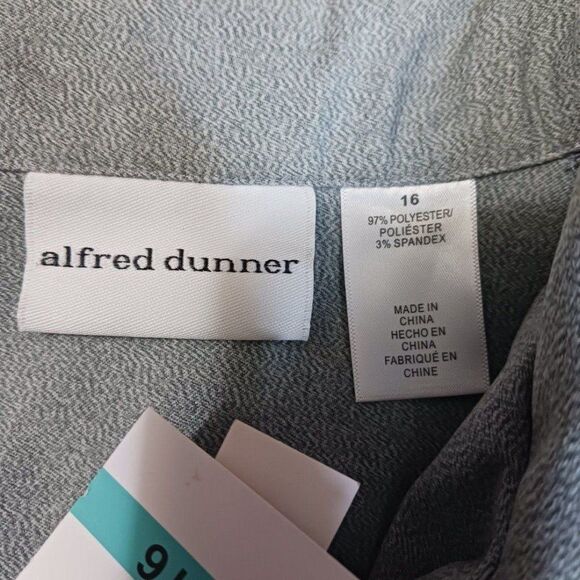 alfred dunner
16
97% POLYESTER/
POLIÉSTER
3% SPANDEX
MADE IN
CHINA
HECHO EN
CHINA
FABRIQUÉ EN
CHINE